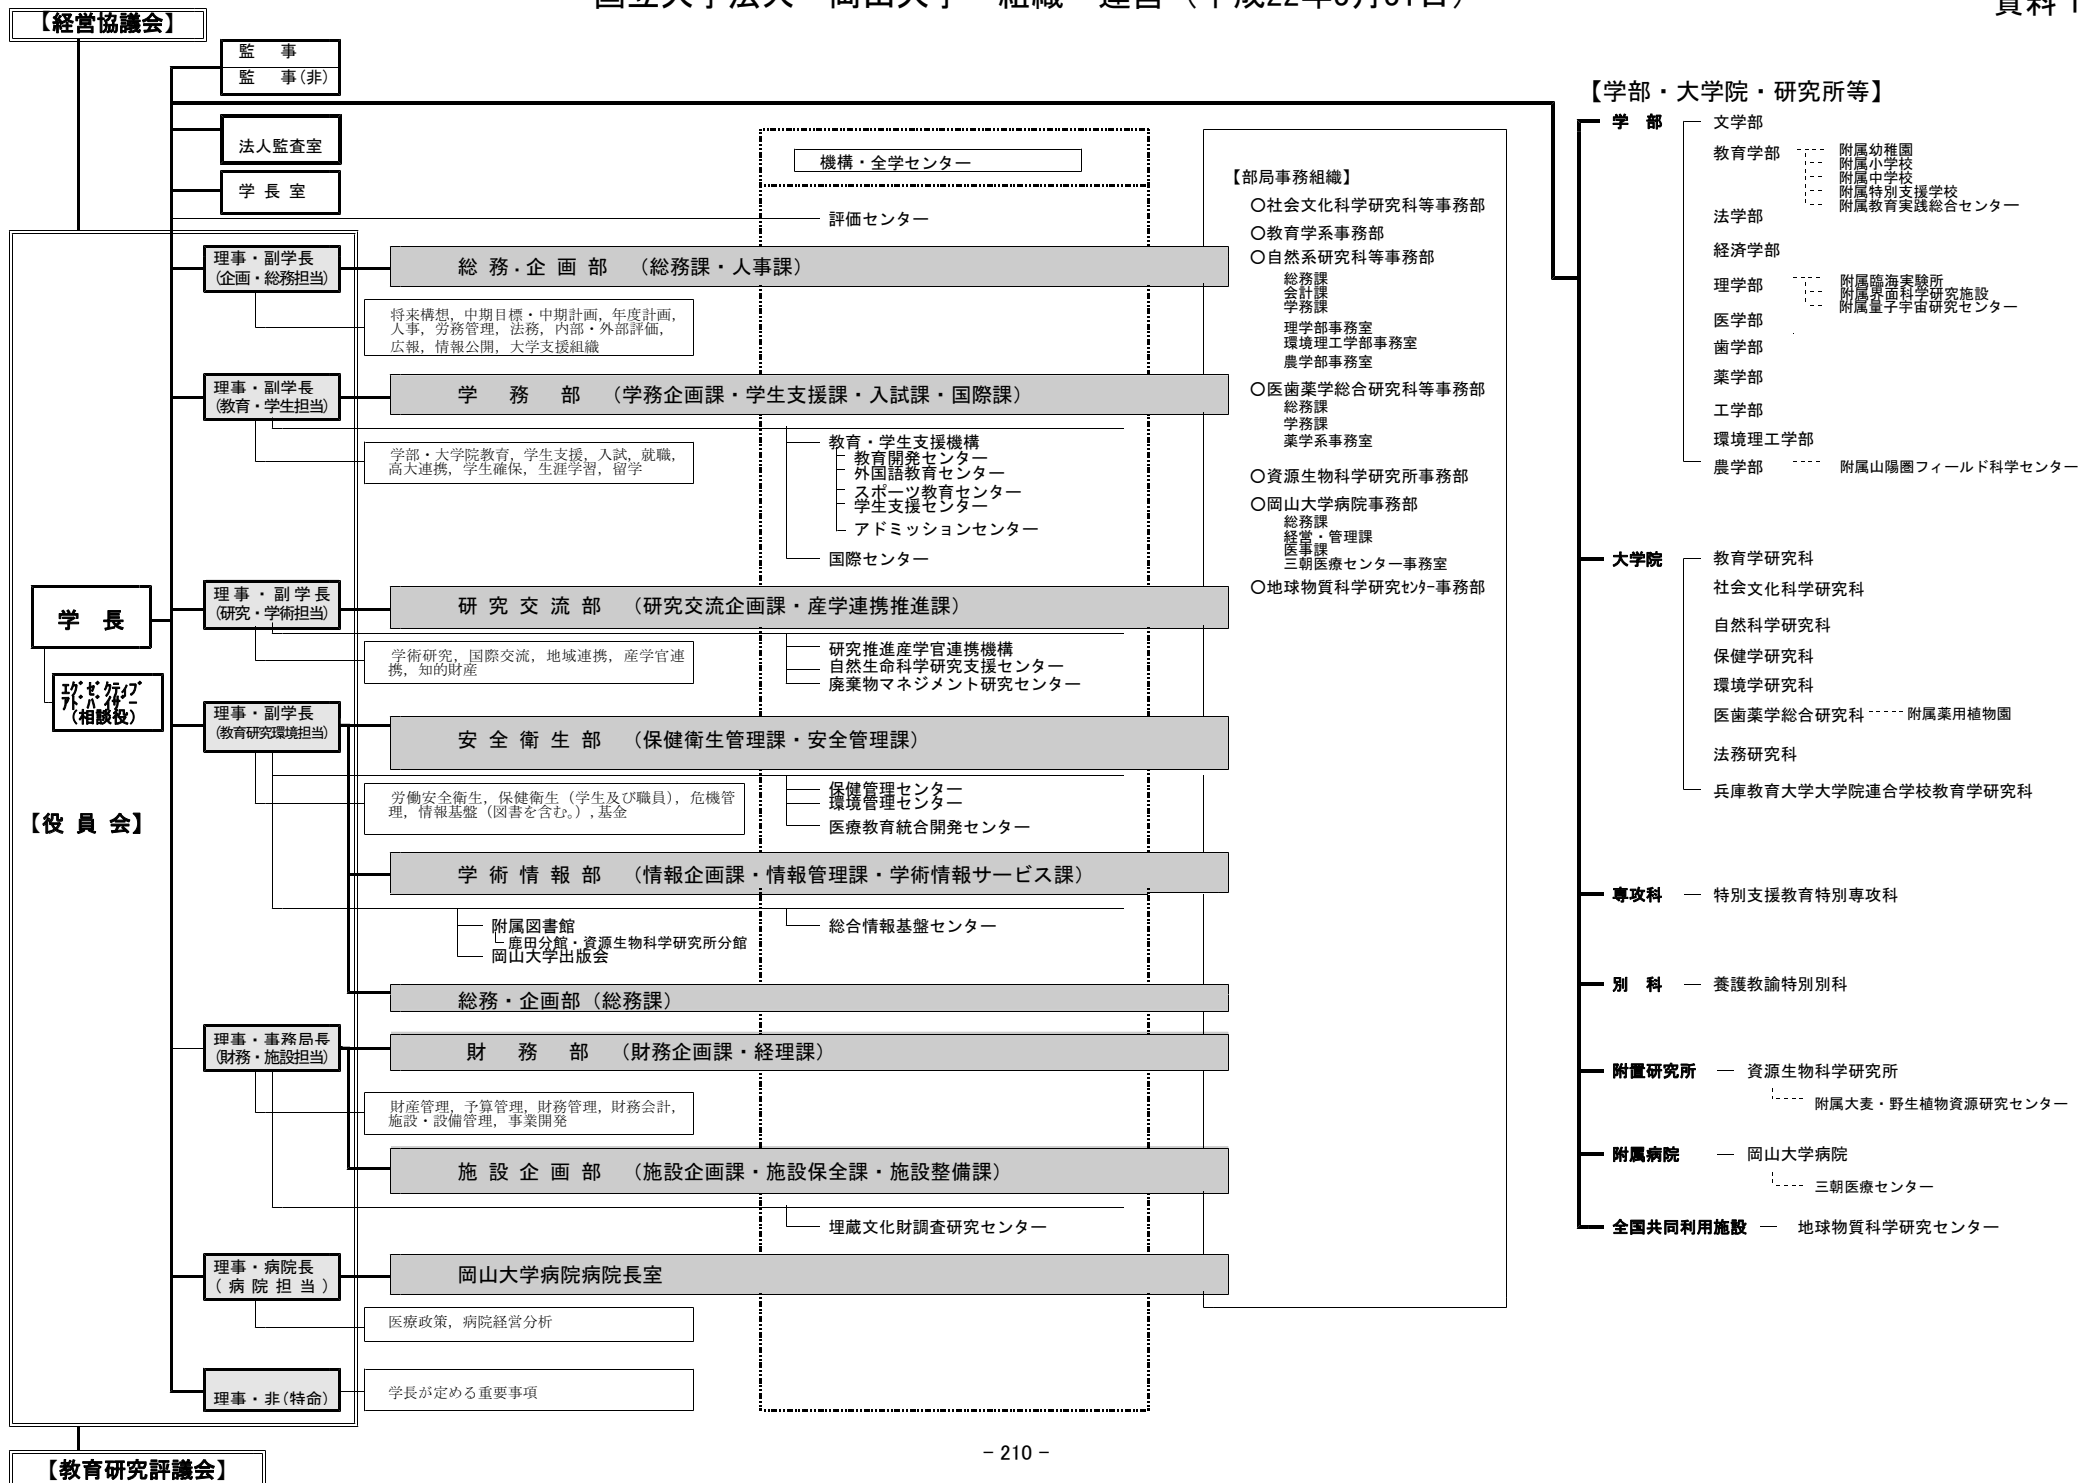 国立大学法人 岡山大学 組織・運営（平成22年3月31日）
資料１
【経営協議会】
監　事
監　事(非)
法人監査室
学 長 室
機構・全学センター
評価センター
理事・副学長
(企画・総務担当)
総 務．企 画 部　（総務課・人事課）
将来構想，中期目標・中期計画，年度計画，
人事，労務管理，法務，内部・外部評価，
広報，情報公開，大学支援組織
理事・副学長
(教育・学生担当)
学　務　部　（学務企画課・学生支援課・入試課・国際課）
学部・大学院教育，学生支援，入試，就職，
高大連携，学生確保，生涯学習，留学
教育・学生支援機構
教育開発センター
外国語教育センター
スポーツ教育センター
学生支援センター
アドミッションセンター
国際センター
学　長
ｴｸﾞｾﾞｸﾃｨﾌﾞ
ｱﾄﾞﾊﾞｲｻﾞｰ
（相談役）
理事・副学長
(研究・学術担当)
研 究 交 流 部　（研究交流企画課・産学連携推進課）
学術研究，国際交流，地域連携，産学官連
携，知的財産
研究推進産学官連携機構
自然生命科学研究支援センター
廃棄物マネジメント研究センター
理事・副学長
(教育研究環境担当)
安 全 衛 生 部　（保健衛生管理課・安全管理課）
労働安全衛生，保健衛生（学生及び職員），危機管
理，情報基盤（図書を含む。），基金
保健管理センター
環境管理センター
医療教育統合開発センター
【役 員 会】
学 術 情 報 部　（情報企画課・情報管理課・学術情報サービス課）
附属図書館
鹿田分館・資源生物科学研究所分館
岡山大学出版会
総合情報基盤センター
総務・企画部（総務課）
理事・事務局長
(財務・施設担当)
財　務　部　（財務企画課・経理課）
財産管理，予算管理，財務管理，財務会計，
施設・設備管理，事業開発
施 設 企 画 部　（施設企画課・施設保全課・施設整備課）
埋蔵文化財調査研究センター
理事・病院長
（ 病 院 担 当 ）
岡山大学病院病院長室
医療政策，病院経営分析
理事・非(特命)
学長が定める重要事項
【教育研究評議会】
【部局事務組織】
○社会文化科学研究科等事務部
○教育学系事務部
○自然系研究科等事務部
総務課
会計課
学務課
理学部事務室
環境理工学部事務室
農学部事務室
○医歯薬学総合研究科等事務部
総務課
学務課
薬学系事務室
○資源生物科学研究所事務部
○岡山大学病院事務部
総務課
経営・管理課
医事課
三朝医療センター事務室
○地球物質科学研究ｾﾝﾀｰ事務部
【学部・大学院・研究所等】
学　部
文学部
教育学部
附属幼稚園
附属小学校
附属中学校
附属特別支援学校
附属教育実践総合センター
法学部
経済学部
理学部
附属臨海実験所
附属界面科学研究施設
附属量子宇宙研究センター
医学部
歯学部
薬学部
工学部
環境理工学部
農学部
附属山陽圏フィールド科学センター
大学院
教育学研究科
社会文化科学研究科
自然科学研究科
保健学研究科
環境学研究科
医歯薬学総合研究科
附属薬用植物園
法務研究科
兵庫教育大学大学院連合学校教育学研究科
専攻科
特別支援教育特別専攻科
別　科
養護教諭特別別科
附置研究所
資源生物科学研究所
附属大麦・野生植物資源研究センター
附属病院
岡山大学病院
三朝医療センター
全国共同利用施設
地球物質科学研究センター
－ 210 －